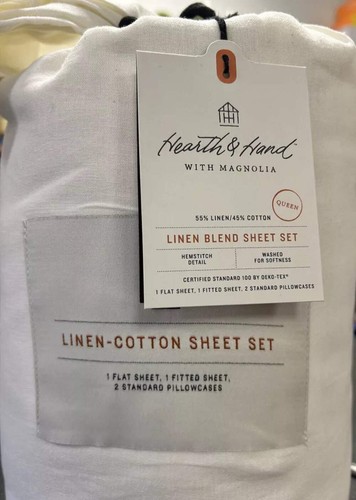 Hearth & Hand
WITH MAGNOLIA
QUEEN
55% LINEN/45% COTTON
LINEN BLEND SHEET SET
HEMSTITCH
DETAIL
WASHED
FOR SOFTNESS
CERTIFIED STANDARD 100 BY OEKO-TEX®
1 FLAT SHEET, 1 FITTED SHEET, 2 STANDARD PILLOWCASES
LINEN-COTTON SHEET SET
1 FLAT SHEET, 1 FITTED SHEET,
2 STANDARD PILLOWCASES